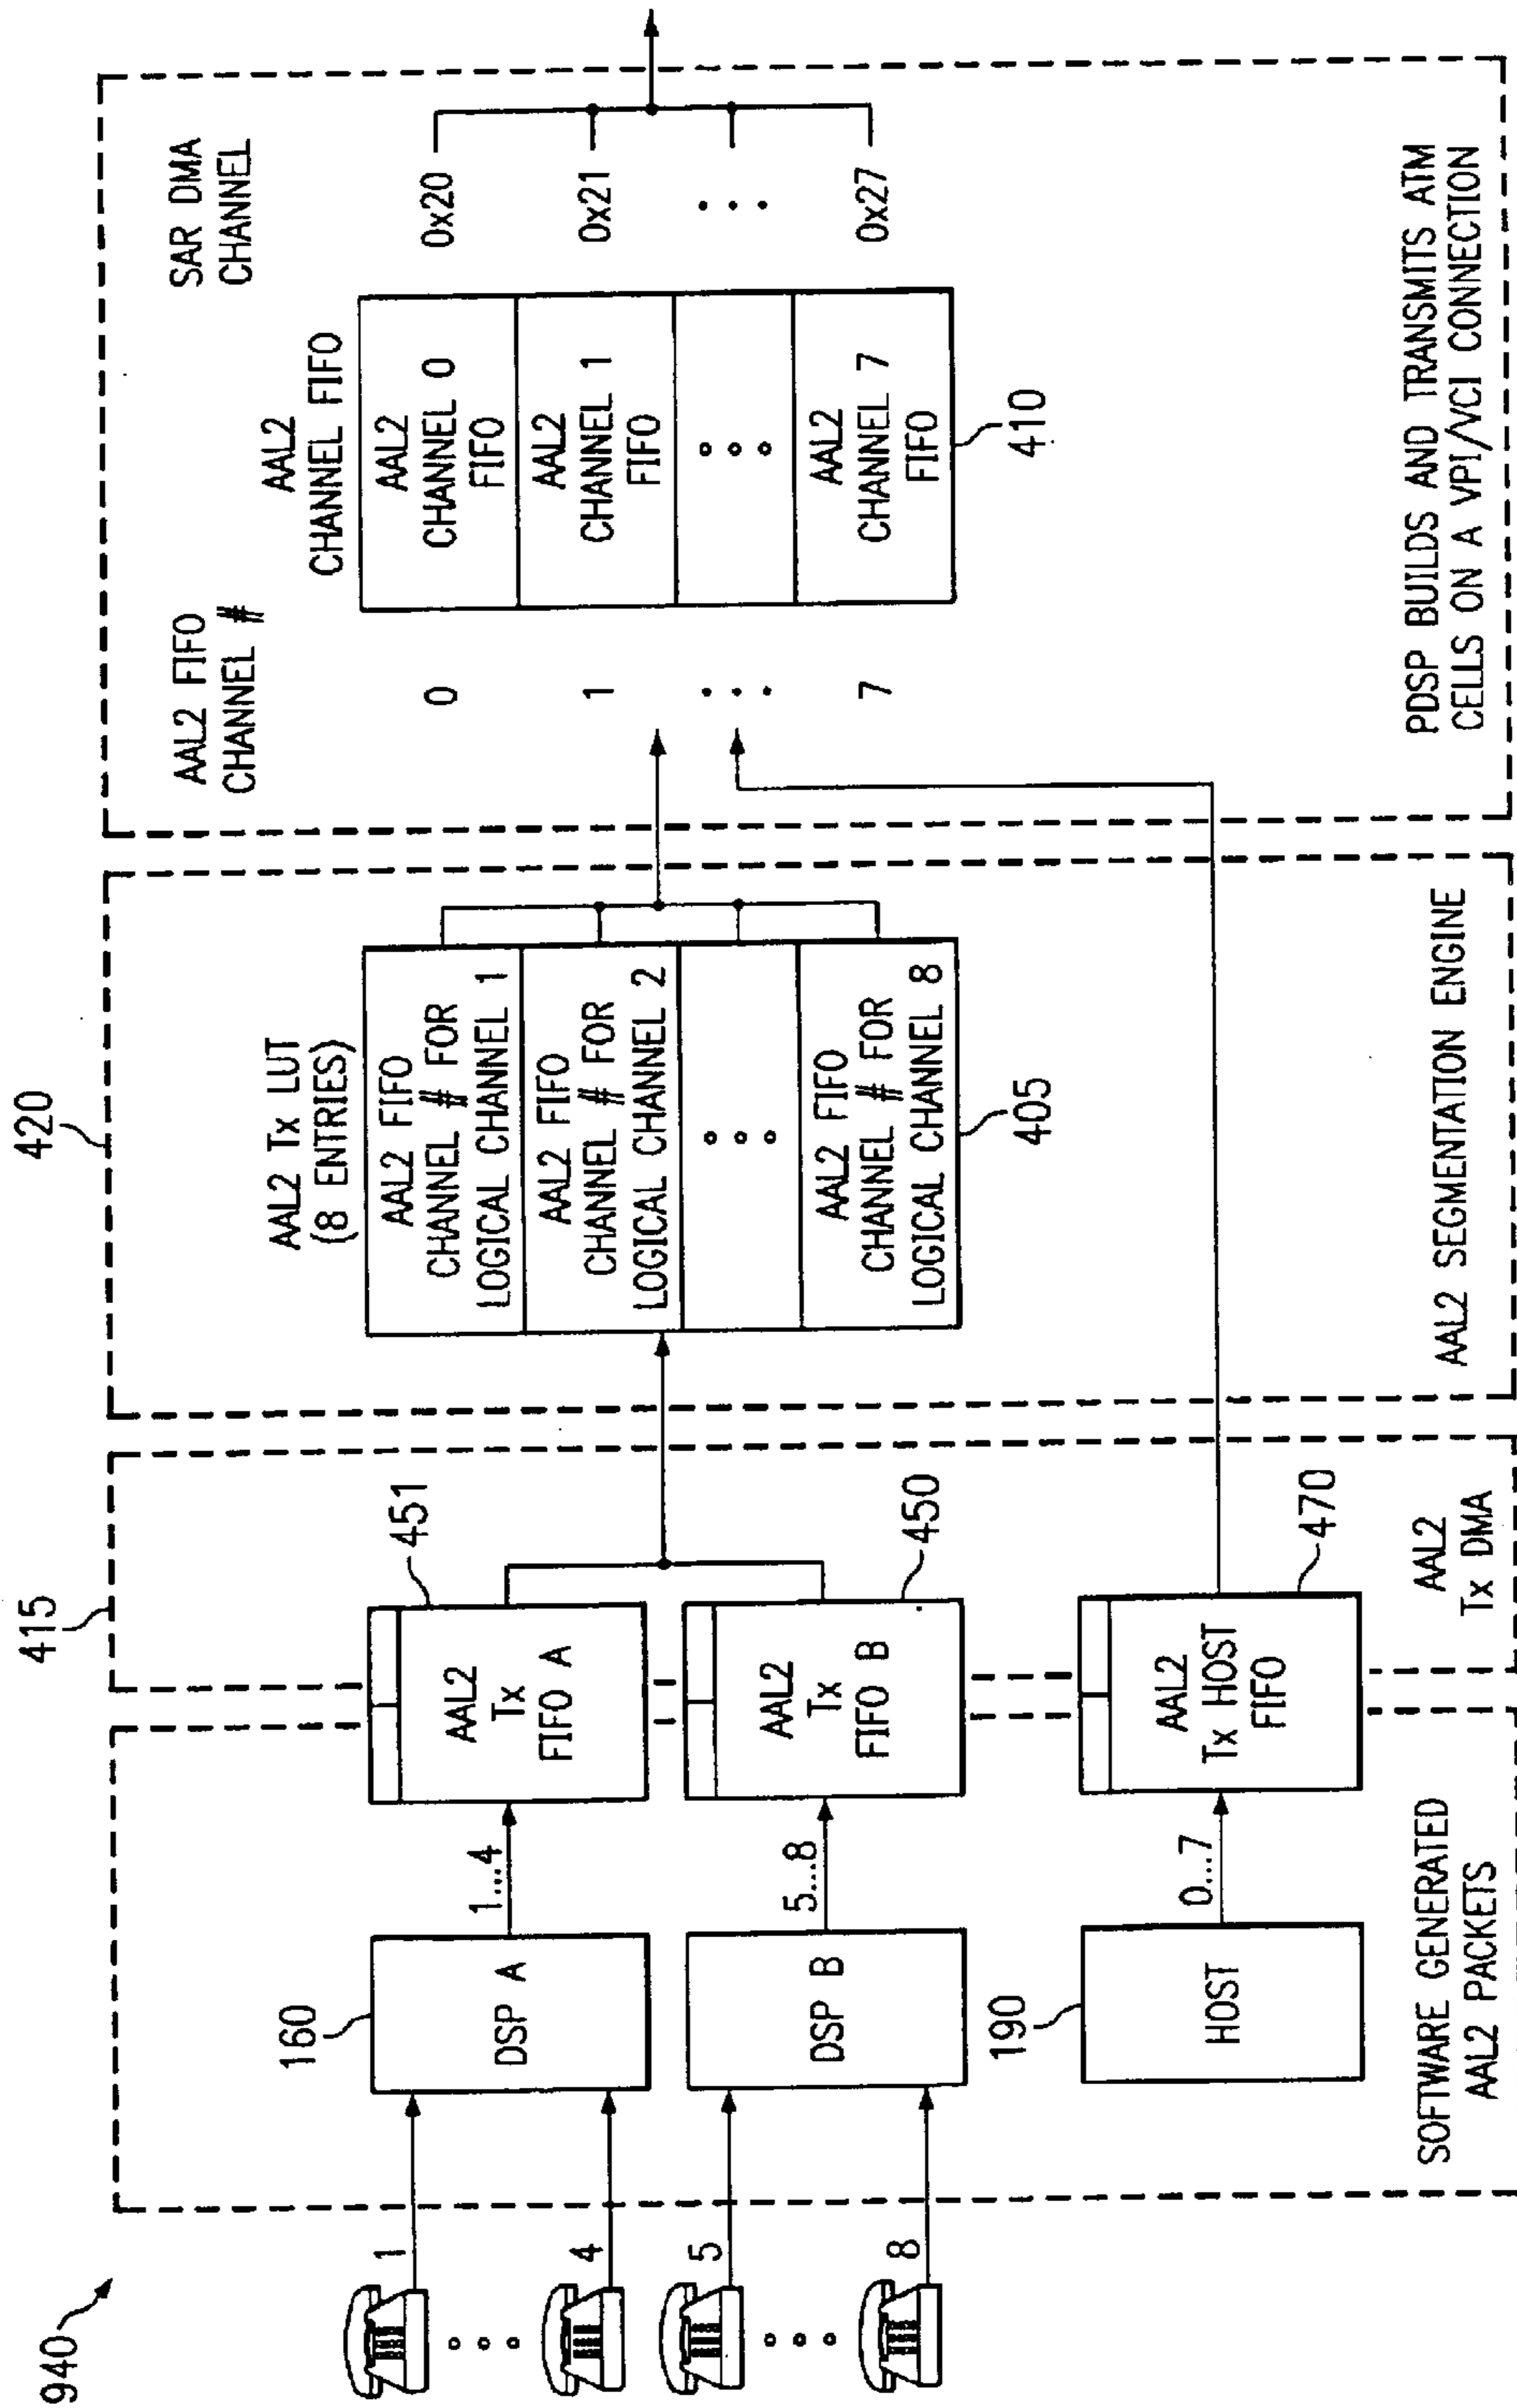 940
415
420
1
4
5
8
160
DSP A
1...4
AAL2
Tx
FIFO A
451
DSP B
5...8
AAL2
Tx
FIFO B
450
190
HOST
0...7
AAL2
Tx HOST
FIFO
470
SOFTWARE GENERATED
AAL2 PACKETS
AAL2
Tx DMA
AAL2 Tx LUT
(8 ENTRIES)
AAL2 FIFO
CHANNEL # FOR
LOGICAL CHANNEL 1
AAL2 FIFO
CHANNEL # FOR
LOGICAL CHANNEL 2
AAL2 FIFO
CHANNEL # FOR
LOGICAL CHANNEL 8
405
AAL2 SEGMENTATION ENGINE
AAL2 FIFO
CHANNEL #
0
1
7
AAL2
CHANNEL FIFO
AAL2
CHANNEL 0
FIFO
AAL2
CHANNEL 1
FIFO
AAL2
CHANNEL 7
FIFO
410
SAR DMA
CHANNEL
0x20
0x21
0x27
PDSP BUILDS AND TRANSMITS ATM
CELLS ON A VPI/VCI CONNECTION